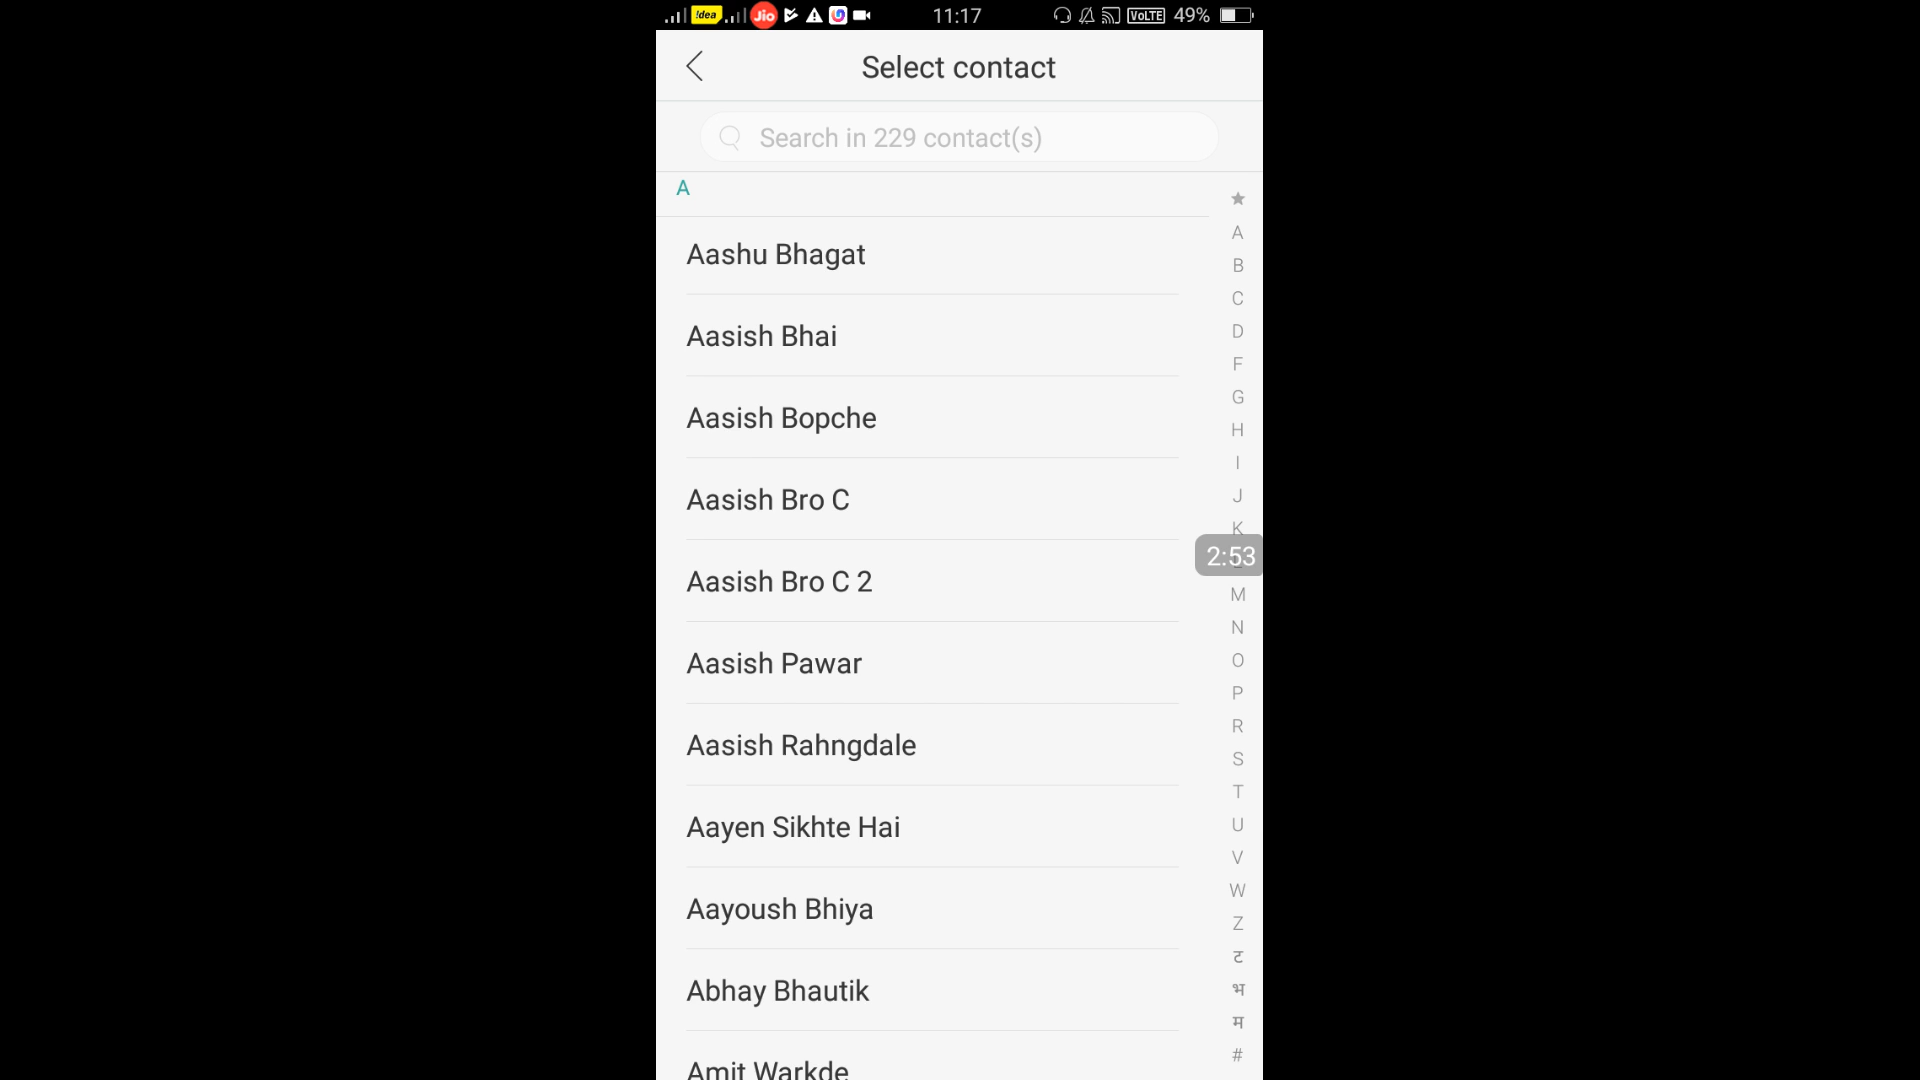 !dea Jio 11:17 VoLTE 49%
Select contact
Search in 229 contact(s)
A
Aashu Bhagat
Aasish Bhai
Aasish Bopche
Aasish Bro C
Aasish Bro C 2
Aasish Pawar
Aasish Rahngdale
Aayen Sikhte Hai
Aayoush Bhiya
Abhay Bhautik
Amit Warkde
A
B
C
D
F
G
H
I
J
K
2:53
M
N
O
P
R
S
T
U
V
W
Z
ट
भ
म
#